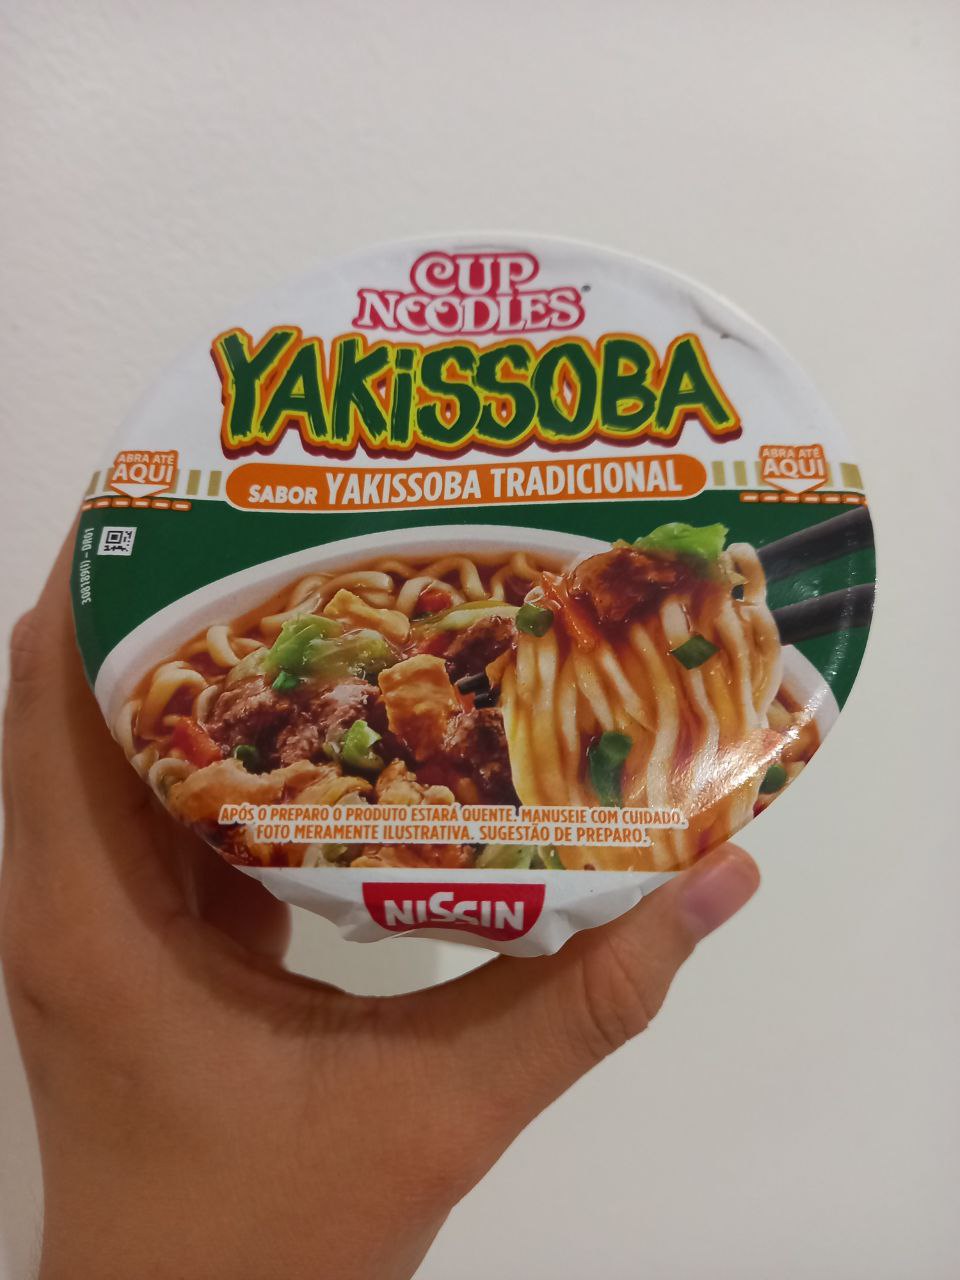 CUP
NOODLES
YAKISSOBA
SABOR YAKISSOBA TRADICIONAL
ABRA ATÉ
AQUI
ABRA ATÉ
AQUI
APÓS O PREPARO O PRODUTO ESTARÁ QUENTE. MANUSEIE COM CUIDADO.
FOTO MERAMENTE ILUSTRATIVA. SUGESTÃO DE PREPARO.
NISSIN